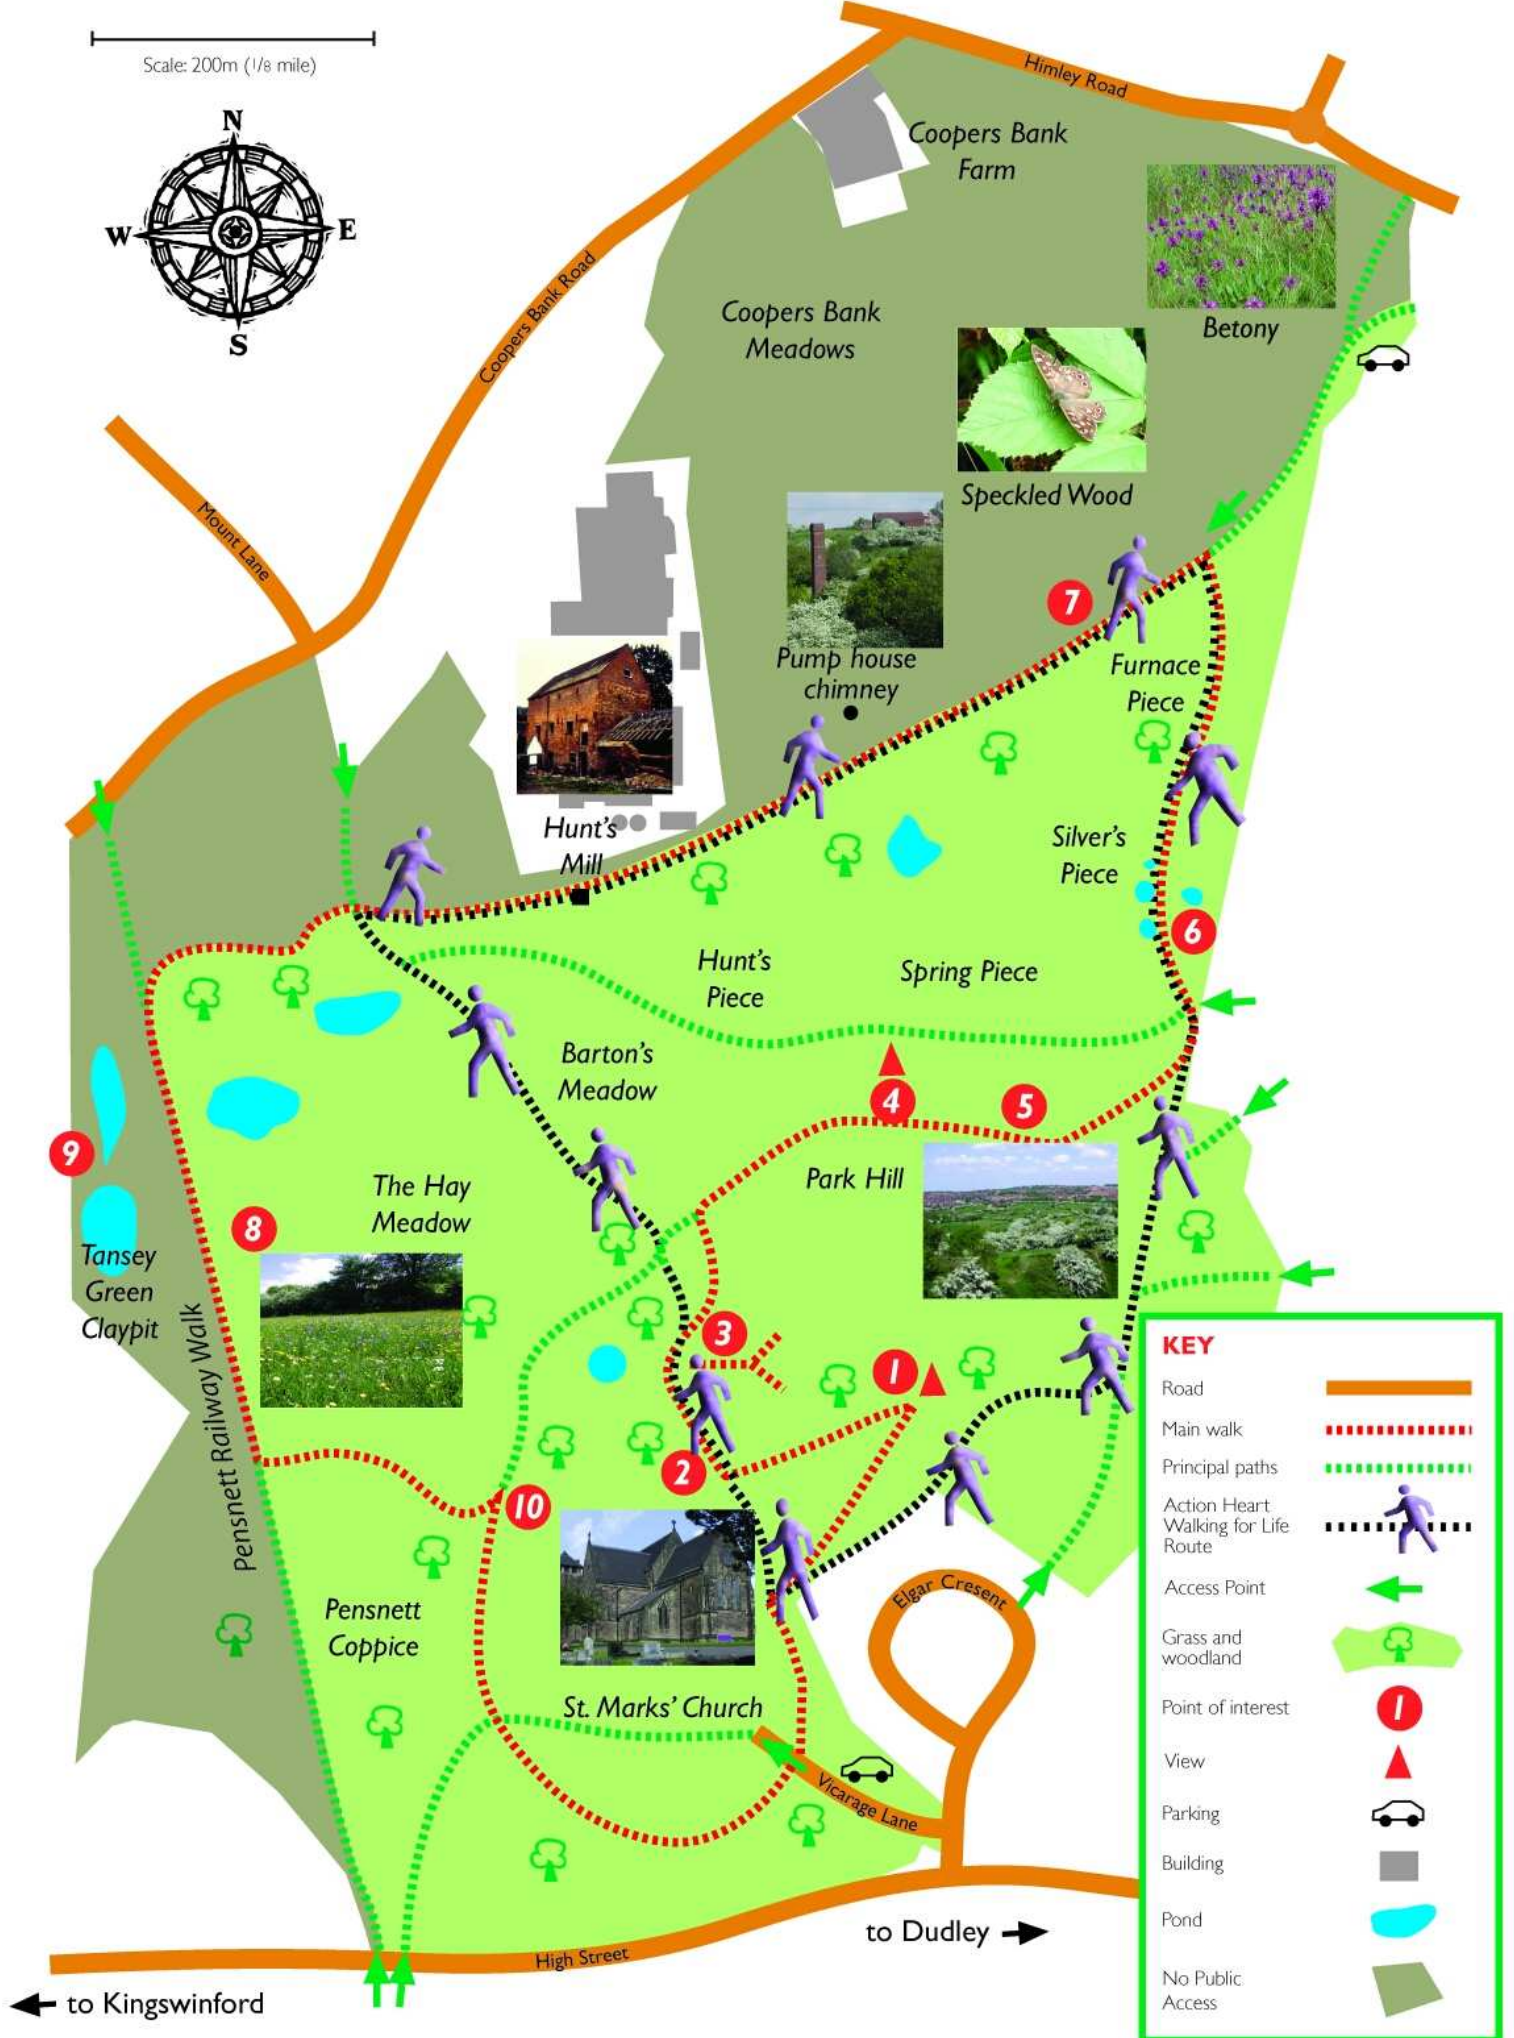 Scale: 200m (1/8 mile)
N
W
E
S
Himley Road
Coopers Bank
Farm
Coopers Bank Road
Coopers Bank
Meadows
Betony
Speckled Wood
Mount Lane
7
Pump house
chimney
Furnace
Piece
Hunt's
Mill
Silver's
Piece
6
Hunt's
Piece
Spring Piece
Barton's
Meadow
4
5
9
The Hay
Meadow
Park Hill
8
Tansey
Green
Claypit
Pensnett Railway Walk
3
1
2
10
Pensnett
Coppice
Elgar Cresent
St. Marks' Church
Vicarage Lane
to Dudley
High Street
to Kingswinford
KEY
Road
Main walk
Principal paths
Action Heart
Walking for Life
Route
Access Point
Grass and
woodland
Point of interest
1
View
Parking
Building
Pond
No Public
Access